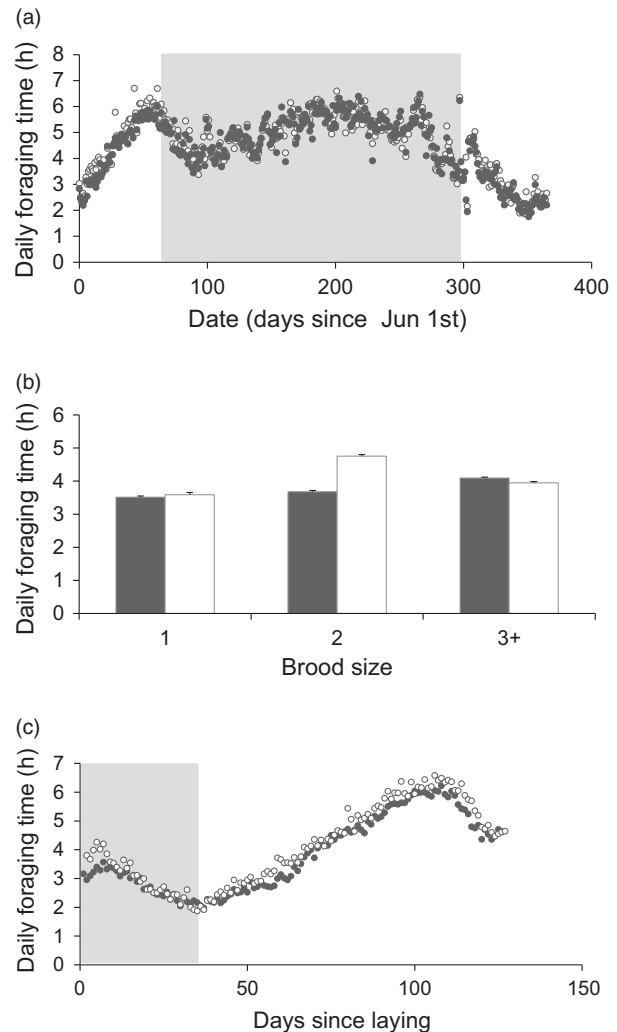 (a)
Daily foraging time (h)
8
7
6
5
4
3
2
1
0
0 100 200 300 400
Date (days since Jun 1st)
(b)
Daily foraging time (h)
6
5
4
3
2
1
0
1 2 3+
Brood size
(c)
Daily foraging time (h)
7
6
5
4
3
2
1
0
0 50 100 150
Days since laying